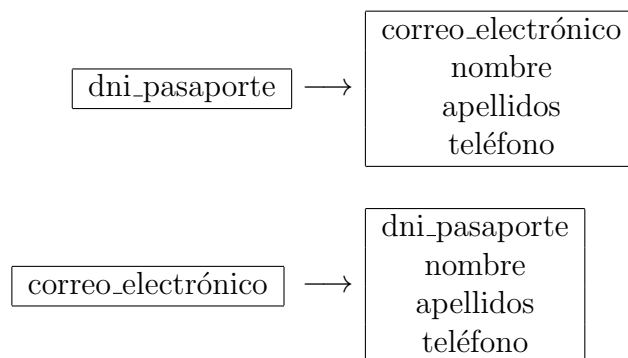 dni_pasaporte
correo_electrónico
nombre
apellidos
teléfono
correo_electrónico
dni_pasaporte
nombre
apellidos
teléfono